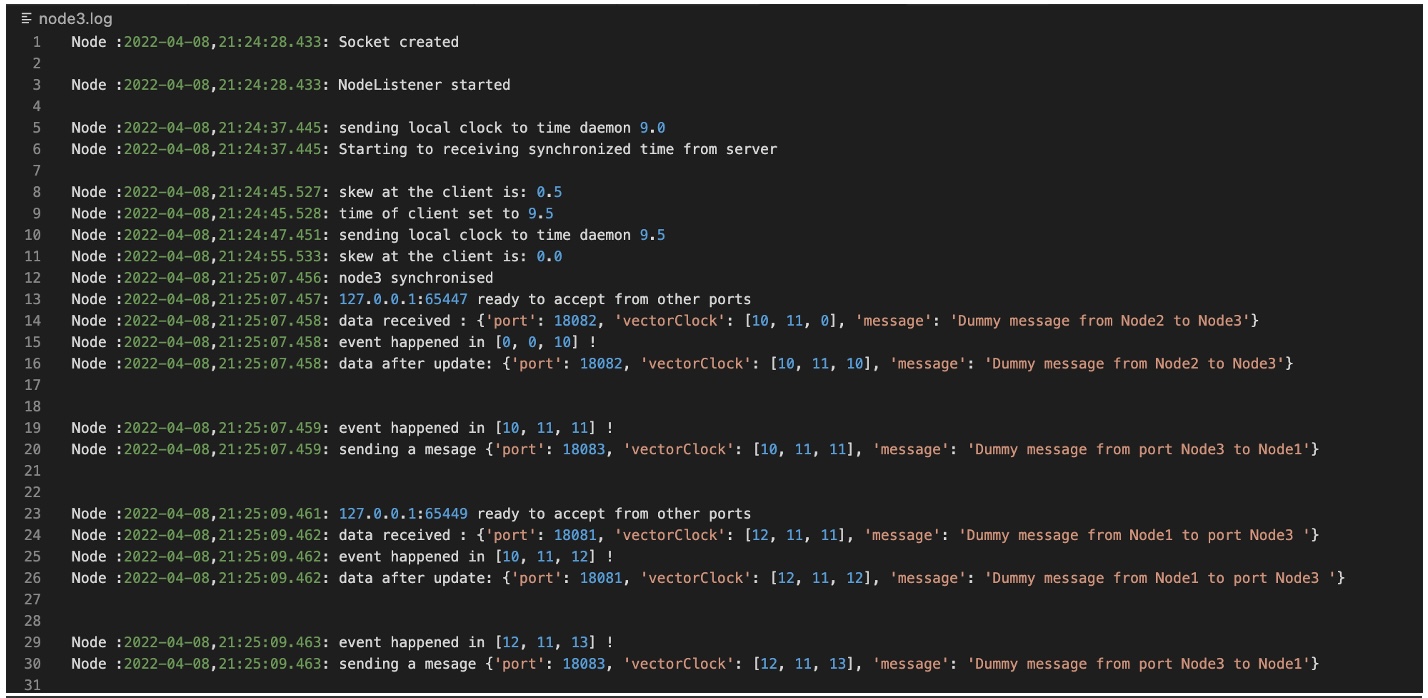 node3.log
1 Node :2022-04-08,21:24:28.433: Socket created
2
3 Node :2022-04-08,21:24:28.433: NodeListener started
4
5 Node :2022-04-08,21:24:37.445: sending local clock to time daemon 9.0
6 Node :2022-04-08,21:24:37.445: Starting to receiving synchronized time from server
7
8 Node :2022-04-08,21:24:45.527: skew at the client is: 0.5
9 Node :2022-04-08,21:24:45.528: time of client set to 9.5
10 Node :2022-04-08,21:24:47.451: sending local clock to time daemon 9.5
11 Node :2022-04-08,21:24:55.533: skew at the client is: 0.0
12 Node :2022-04-08,21:25:07.456: node3 synchronised
13 Node :2022-04-08,21:25:07.457: 127.0.0.1:65447 ready to accept from other ports
14 Node :2022-04-08,21:25:07.458: data received : {'port': 18082, 'vectorClock': [10, 11, 0], 'message': 'Dummy message from Node2 to Node3'}
15 Node :2022-04-08,21:25:07.458: event happened in [0, 0, 10] !
16 Node :2022-04-08,21:25:07.458: data after update: {'port': 18082, 'vectorClock': [10, 11, 10], 'message': 'Dummy message from Node2 to Node3'}
17
18
19 Node :2022-04-08,21:25:07.459: event happened in [10, 11, 11] !
20 Node :2022-04-08,21:25:07.459: sending a mesage {'port': 18083, 'vectorClock': [10, 11, 11], 'message': 'Dummy message from port Node3 to Node1'}
21
22
23 Node :2022-04-08,21:25:09.461: 127.0.0.1:65449 ready to accept from other ports
24 Node :2022-04-08,21:25:09.462: data received : {'port': 18081, 'vectorClock': [12, 11, 11], 'message': 'Dummy message from Node1 to port Node3 '}
25 Node :2022-04-08,21:25:09.462: event happened in [10, 11, 12] !
26 Node :2022-04-08,21:25:09.462: data after update: {'port': 18081, 'vectorClock': [12, 11, 12], 'message': 'Dummy message from Node1 to port Node3 '}
27
28
29 Node :2022-04-08,21:25:09.463: event happened in [12, 11, 13] !
30 Node :2022-04-08,21:25:09.463: sending a mesage {'port': 18083, 'vectorClock': [12, 11, 13], 'message': 'Dummy message from port Node3 to Node1'}
31